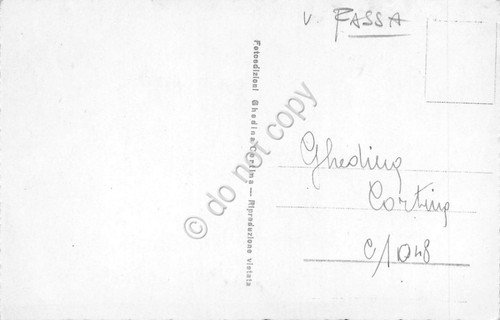 V. FASSA
Fotoedizioni Ghedina Cortina — Riproduzione vietata
© do not copy
Ghedina
Cortina
C/1048